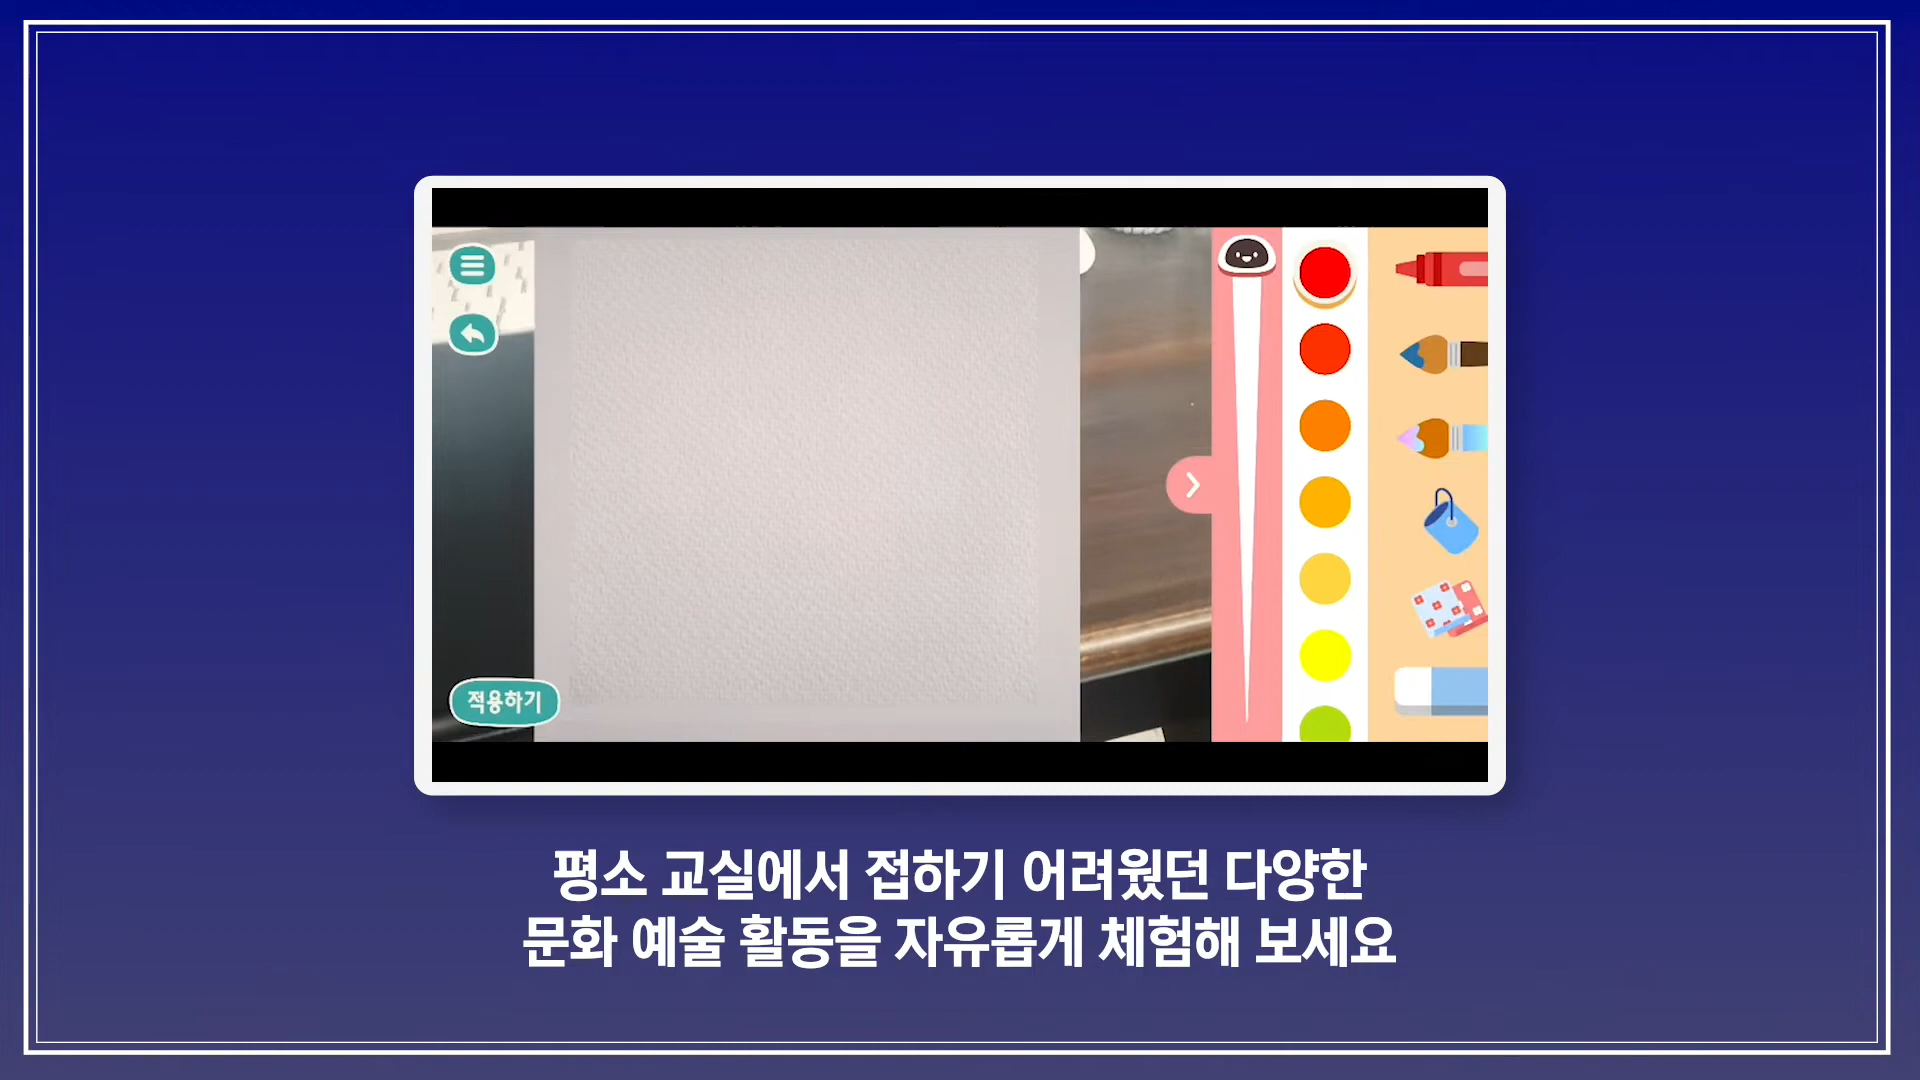 적용하기
평소 교실에서 접하기 어려웠던 다양한
문화 예술 활동을 자유롭게 체험해 보세요